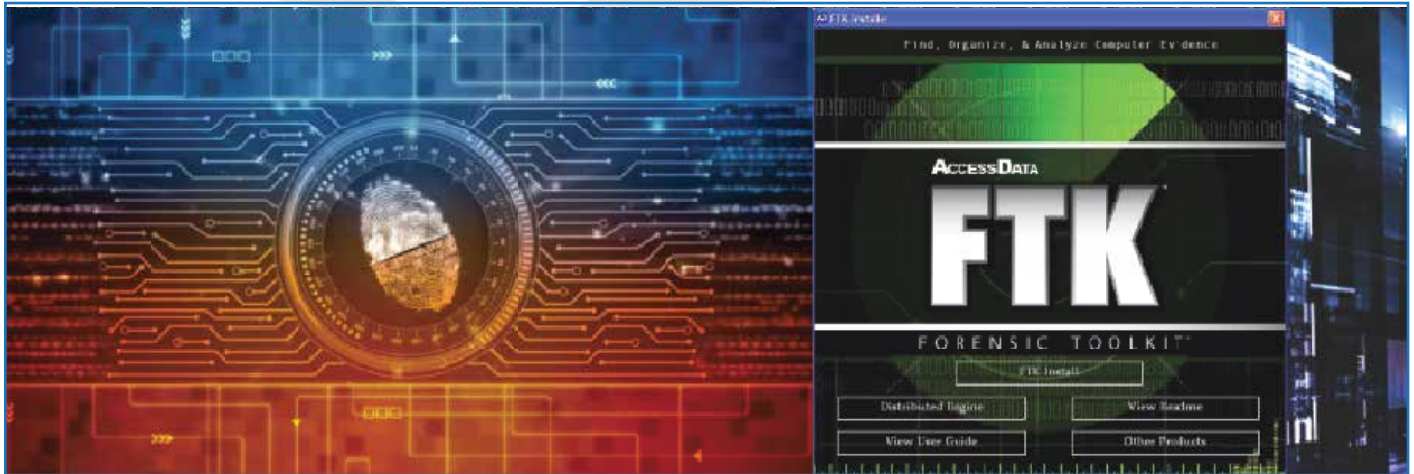 FTK Install
Find, Organize, & Analyze Computer Evidence
ACCESSDATA
FTK
FORENSIC TOOLKIT
FTK Install
Distributed Engine
View Readme
View User Guide
Other Products